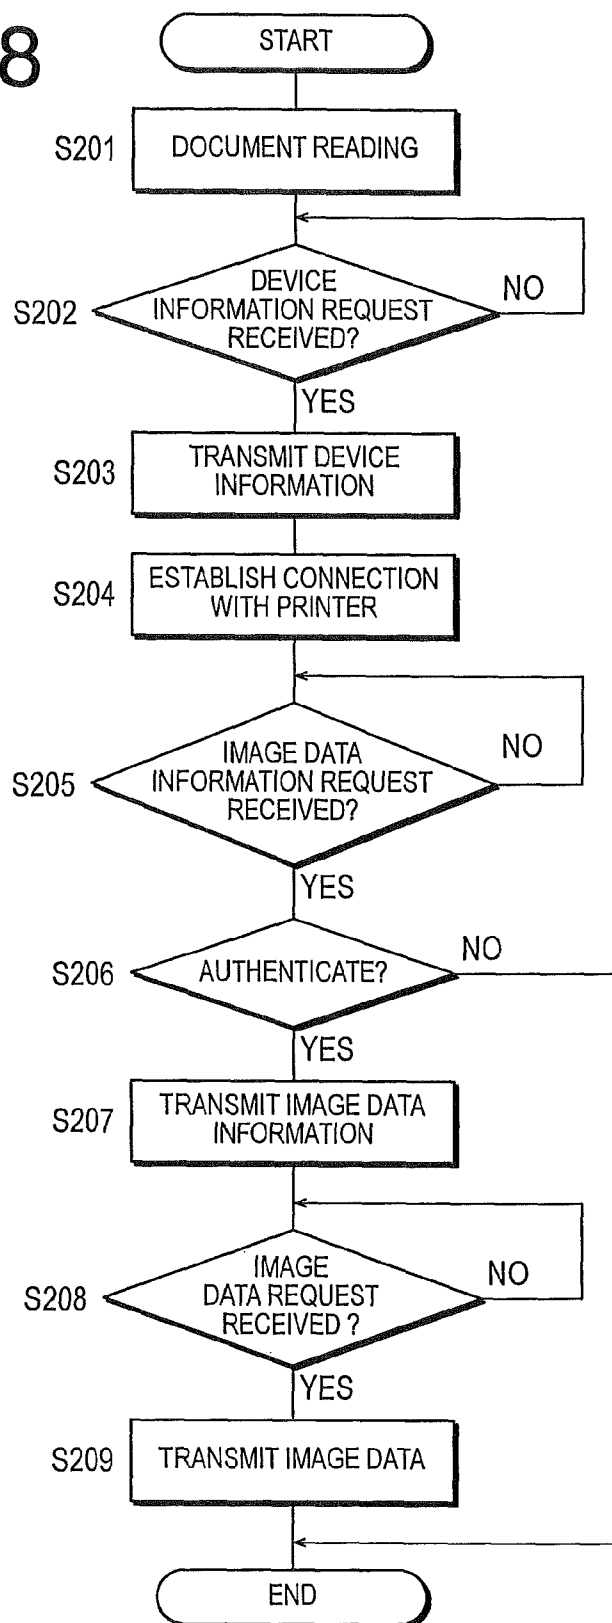 8
START
S201
DOCUMENT READING
DEVICE
INFORMATION REQUEST
RECEIVED?
S202
NO
YES
S203
TRANSMIT DEVICE
INFORMATION
S204
ESTABLISH CONNECTION
WITH PRINTER
IMAGE DATA
INFORMATION REQUEST
RECEIVED?
S205
NO
YES
S206
AUTHENTICATE?
NO
YES
S207
TRANSMIT IMAGE DATA
INFORMATION
IMAGE
DATA REQUEST
RECEIVED ?
S208
NO
YES
S209
TRANSMIT IMAGE DATA
END